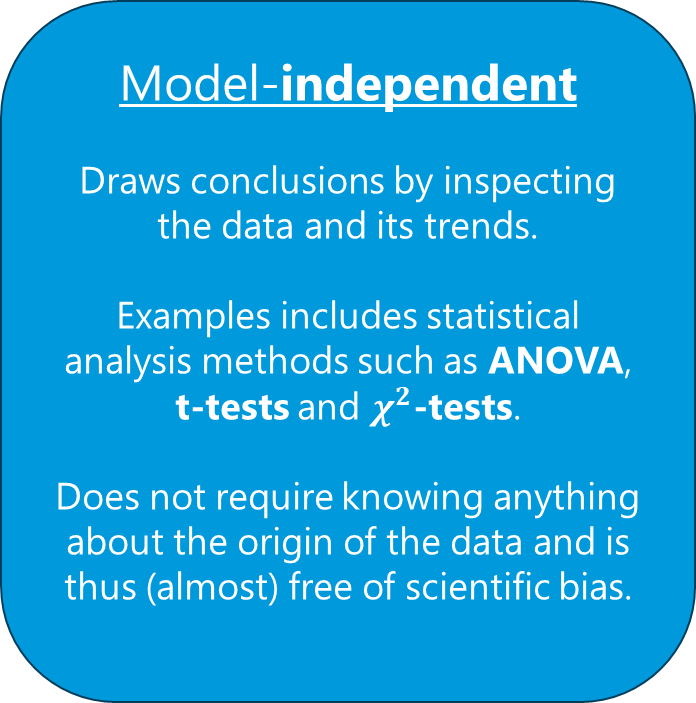 Model-independent
Draws conclusions by inspecting
the data and its trends.
Examples includes statistical
analysis methods such as ANOVA,
t-tests and χ²-tests.
Does not require knowing anything
about the origin of the data and is
thus (almost) free of scientific bias.